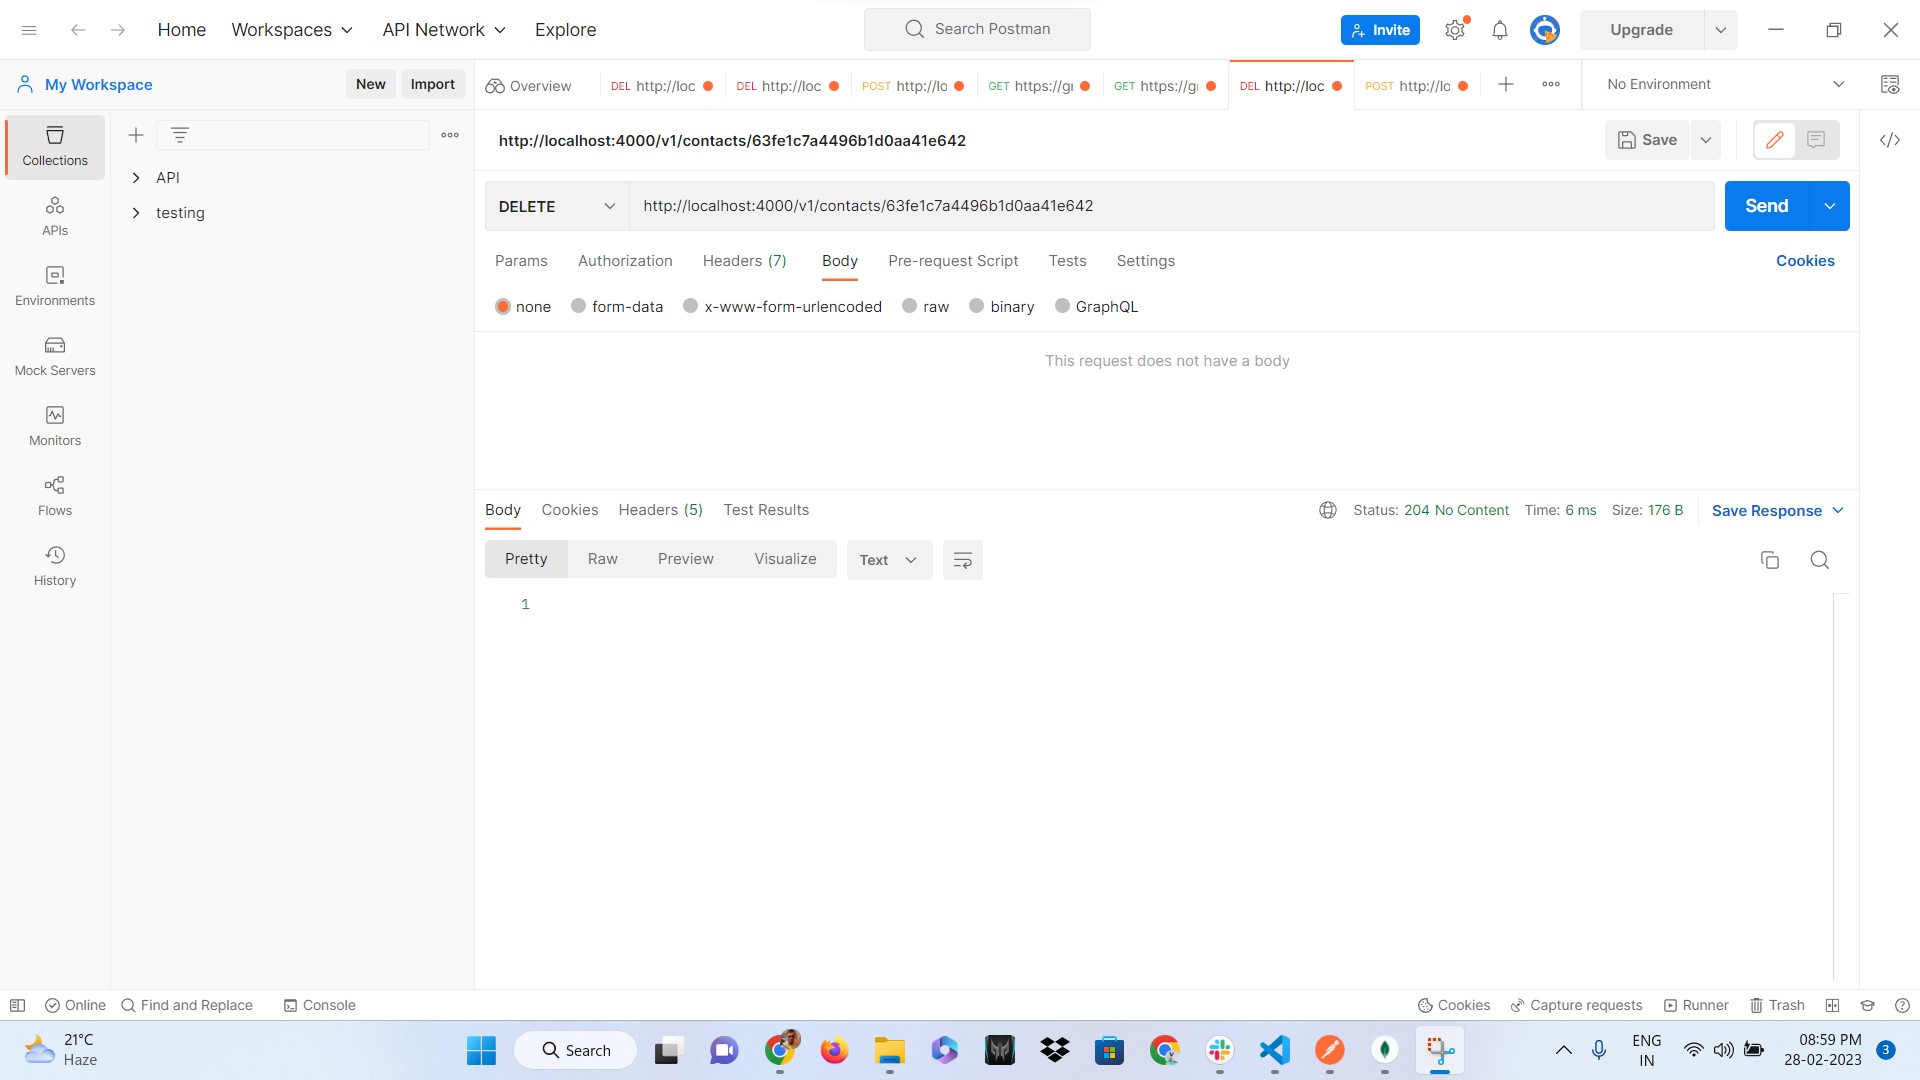 Home
Workspaces
API Network
Explore
Search Postman
Invite
Upgrade
My Workspace
New
Import
Overview
DEL http://loc
DEL http://loc
POST http://lo
GET https://gr
GET https://gr
DEL http://loc
POST http://lo
No Environment
Collections
APIs
Environments
Mock Servers
Monitors
Flows
History
API
testing
http://localhost:4000/v1/contacts/63fe1c7a4496b1d0aa41e642
Save
DELETE
http://localhost:4000/v1/contacts/63fe1c7a4496b1d0aa41e642
Send
Params
Authorization
Headers (7)
Body
Pre-request Script
Tests
Settings
Cookies
none
form-data
x-www-form-urlencoded
raw
binary
GraphQL
This request does not have a body
Body
Cookies
Headers (5)
Test Results
Status: 204 No Content
Time: 6 ms
Size: 176 B
Save Response
Pretty
Raw
Preview
Visualize
Text
1
Online
Find and Replace
Console
Cookies
Capture requests
Runner
Trash
21°C
Haze
Search
ENG
IN
08:59 PM
28-02-2023
3